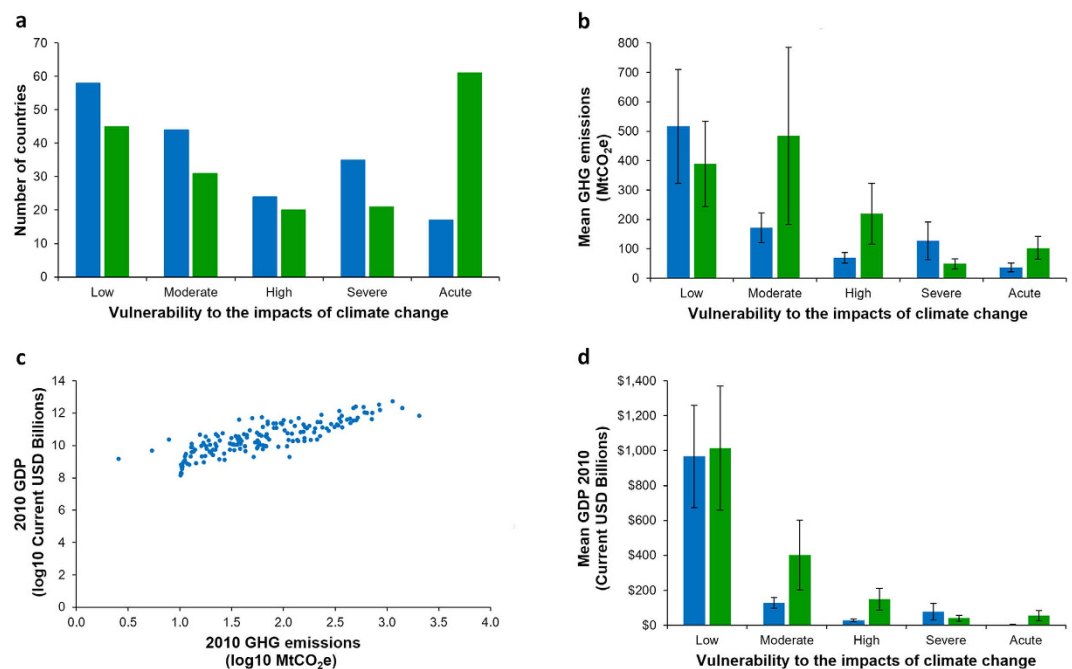 a
70
60
50
40
30
20
10
0
Number of countries
Low Moderate High Severe Acute
Vulnerability to the impacts of climate change
b
800
700
600
500
400
300
200
100
0
Mean GHG emissions
(MtCO₂e)
Low Moderate High Severe Acute
Vulnerability to the impacts of climate change
c
14
12
10
8
6
4
2
0
2010 GDP
(log10 Current USD Billions)
0.0 0.5 1.0 1.5 2.0 2.5 3.0 3.5 4.0
2010 GHG emissions
(log10 MtCO₂e)
d
$1,400
$1,200
$1,000
$800
$600
$400
$200
$0
Mean GDP 2010
(Current USD Billions)
Low Moderate High Severe Acute
Vulnerability to the impacts of climate change